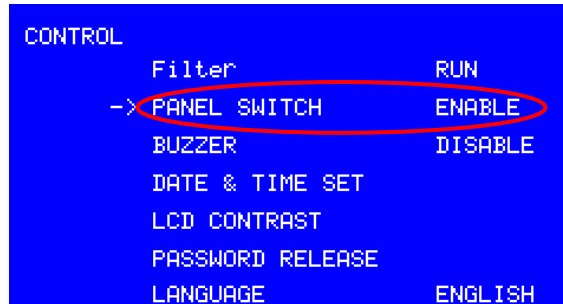 CONTROL
Filter RUN
-> PANEL SWITCH ENABLE
BUZZER DISABLE
DATE & TIME SET
LCD CONTRAST
PASSWORD RELEASE
LANGUAGE ENGLISH